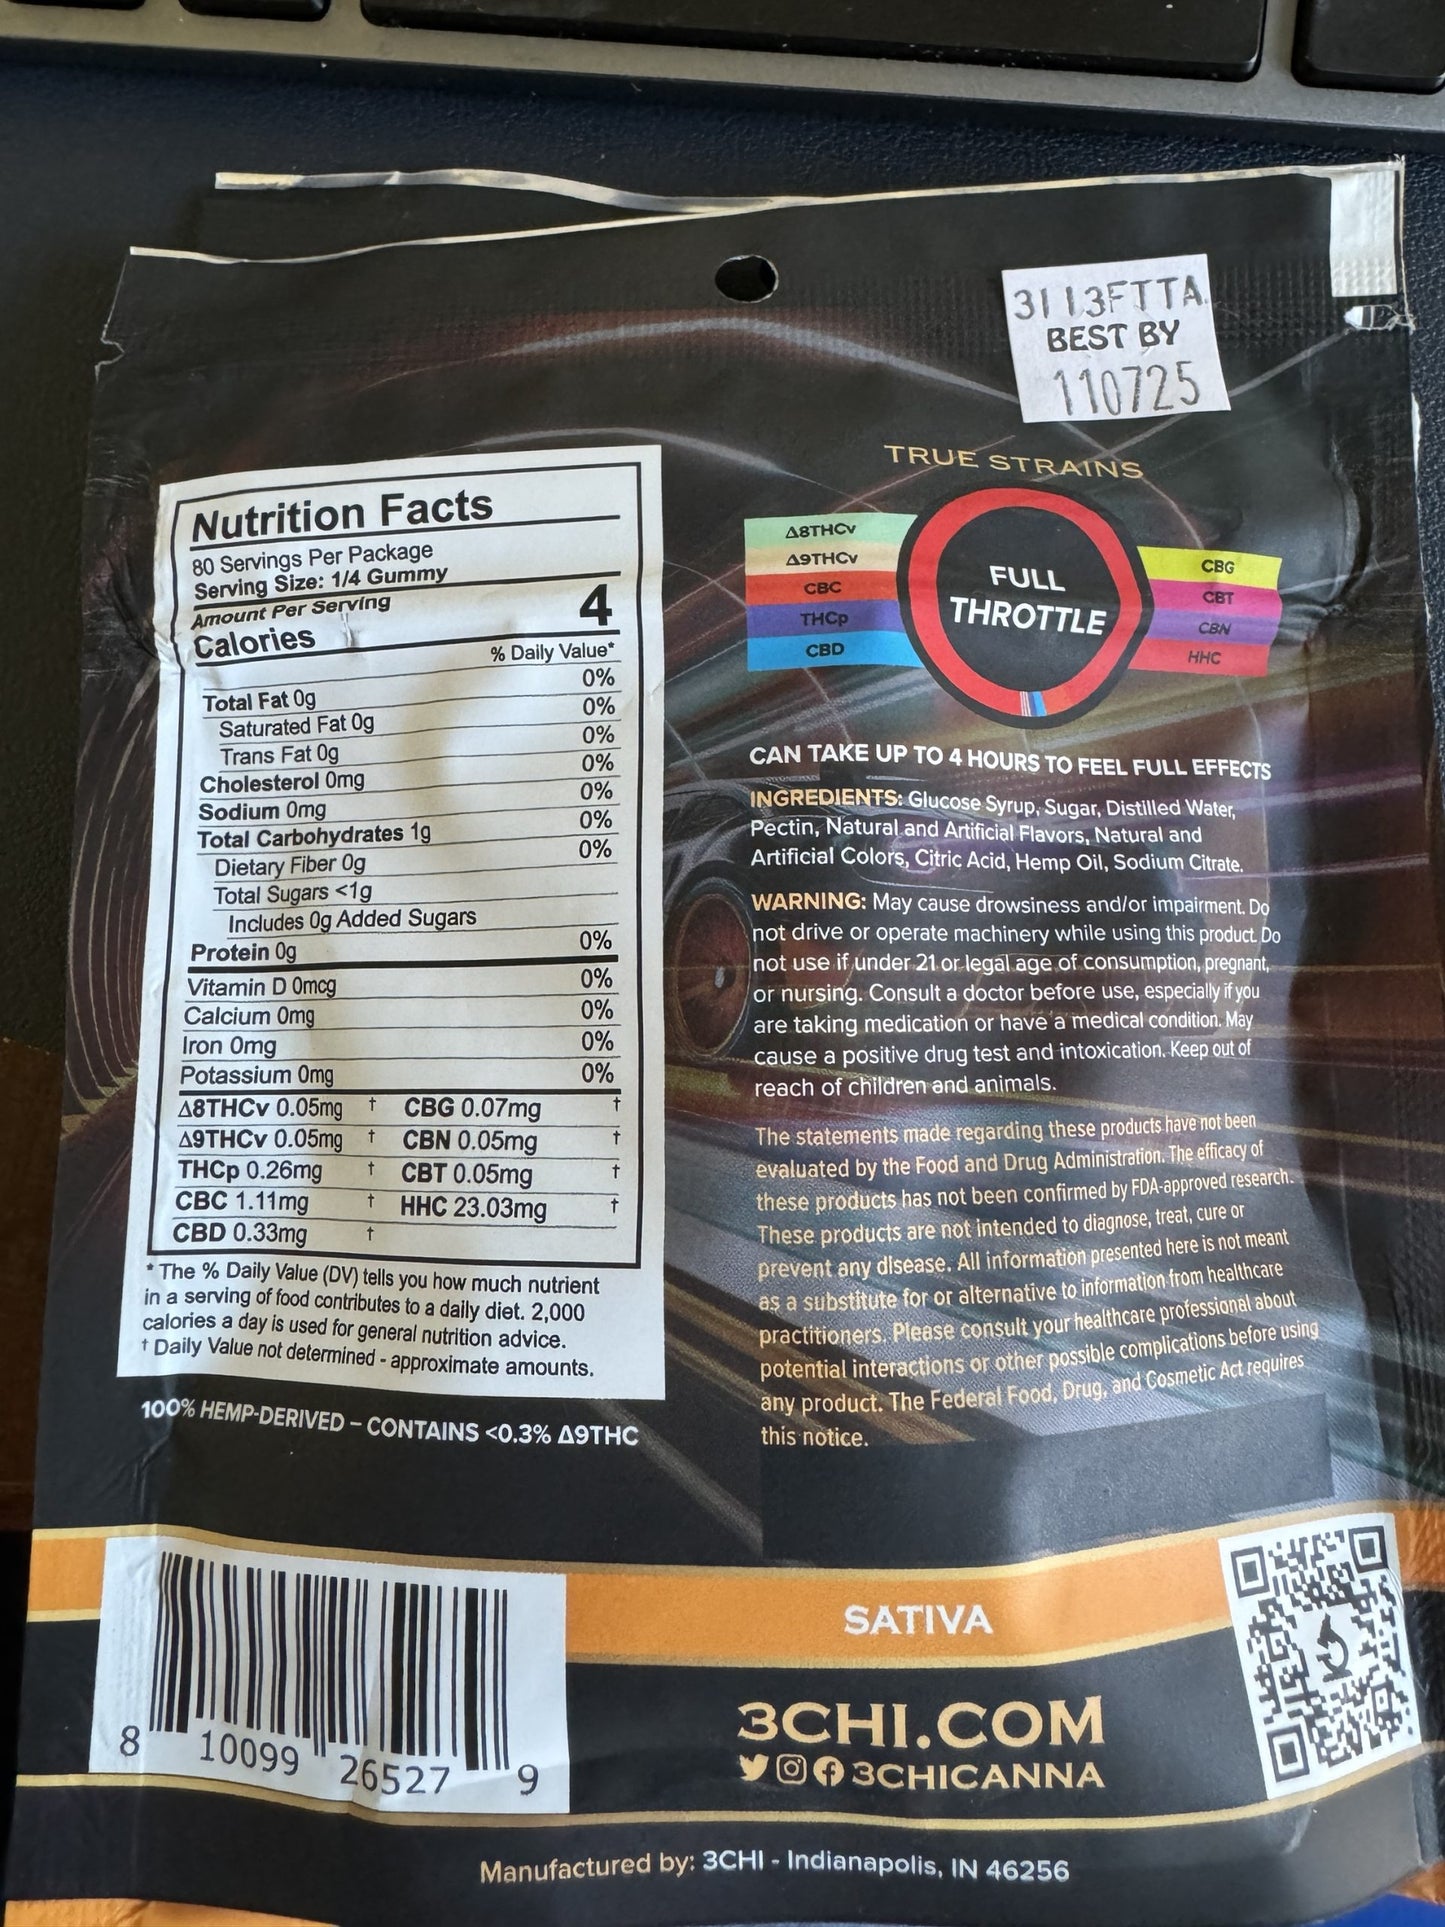 3113FTTA
BEST BY
110725
Nutrition Facts
80 Servings Per Package
Serving Size: 1/4 Gummy
Amount Per Serving
Calories 4
% Daily Value*
Total Fat 0g 0%
Saturated Fat 0g 0%
Trans Fat 0g 0%
Cholesterol 0mg 0%
Sodium 0mg 0%
Total Carbohydrates 1g 0%
Dietary Fiber 0g 0%
Total Sugars <1g
Includes 0g Added Sugars
Protein 0g 0%
Vitamin D 0mcg 0%
Calcium 0mg 0%
Iron 0mg 0%
Potassium 0mg 0%
Δ8THCv 0.05mg † CBG 0.07mg †
Δ9THCv 0.05mg † CBN 0.05mg †
THCp 0.26mg † CBT 0.05mg †
CBC 1.11mg † HHC 23.03mg †
CBD 0.33mg †
* The % Daily Value (DV) tells you how much nutrient
in a serving of food contributes to a daily diet. 2,000
calories a day is used for general nutrition advice.
† Daily Value not determined - approximate amounts.
100% HEMP-DERIVED – CONTAINS <0.3% Δ9THC
TRUE STRAINS
Δ8THCv
Δ9THCv
CBC
THCp
CBD
FULL
THROTTLE
CBG
CBT
CBN
HHC
CAN TAKE UP TO 4 HOURS TO FEEL FULL EFFECTS
INGREDIENTS: Glucose Syrup, Sugar, Distilled Water,
Pectin, Natural and Artificial Flavors, Natural and
Artificial Colors, Citric Acid, Hemp Oil, Sodium Citrate.
WARNING: May cause drowsiness and/or impairment. Do
not drive or operate machinery while using this product. Do
not use if under 21 or legal age of consumption, pregnant,
or nursing. Consult a doctor before use, especially if you
are taking medication or have a medical condition. May
cause a positive drug test and intoxication. Keep out of
reach of children and animals.
The statements made regarding these products have not been
evaluated by the Food and Drug Administration. The efficacy of
these products has not been confirmed by FDA-approved research.
These products are not intended to diagnose, treat, cure or
prevent any disease. All information presented here is not meant
as a substitute for or alternative to information from healthcare
practitioners. Please consult your healthcare professional about
potential interactions or other possible complications before using
any product. The Federal Food, Drug, and Cosmetic Act requires
this notice.
8 10099 26527 9
SATIVA
3CHI.COM
3CHICANNA
Manufactured by: 3CHI - Indianapolis, IN 46256